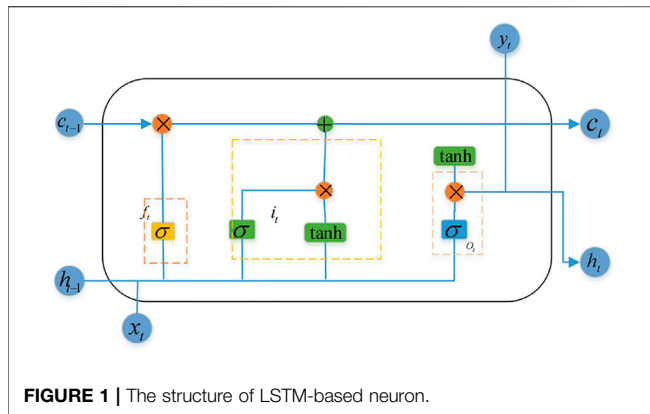 y_t
c_{t-1}
×
+
c_t
tanh
f_t
i_t
×
×
σ
σ
tanh
σ
o_t
h_{t-1}
h_t
x_t
FIGURE 1 | The structure of LSTM-based neuron.